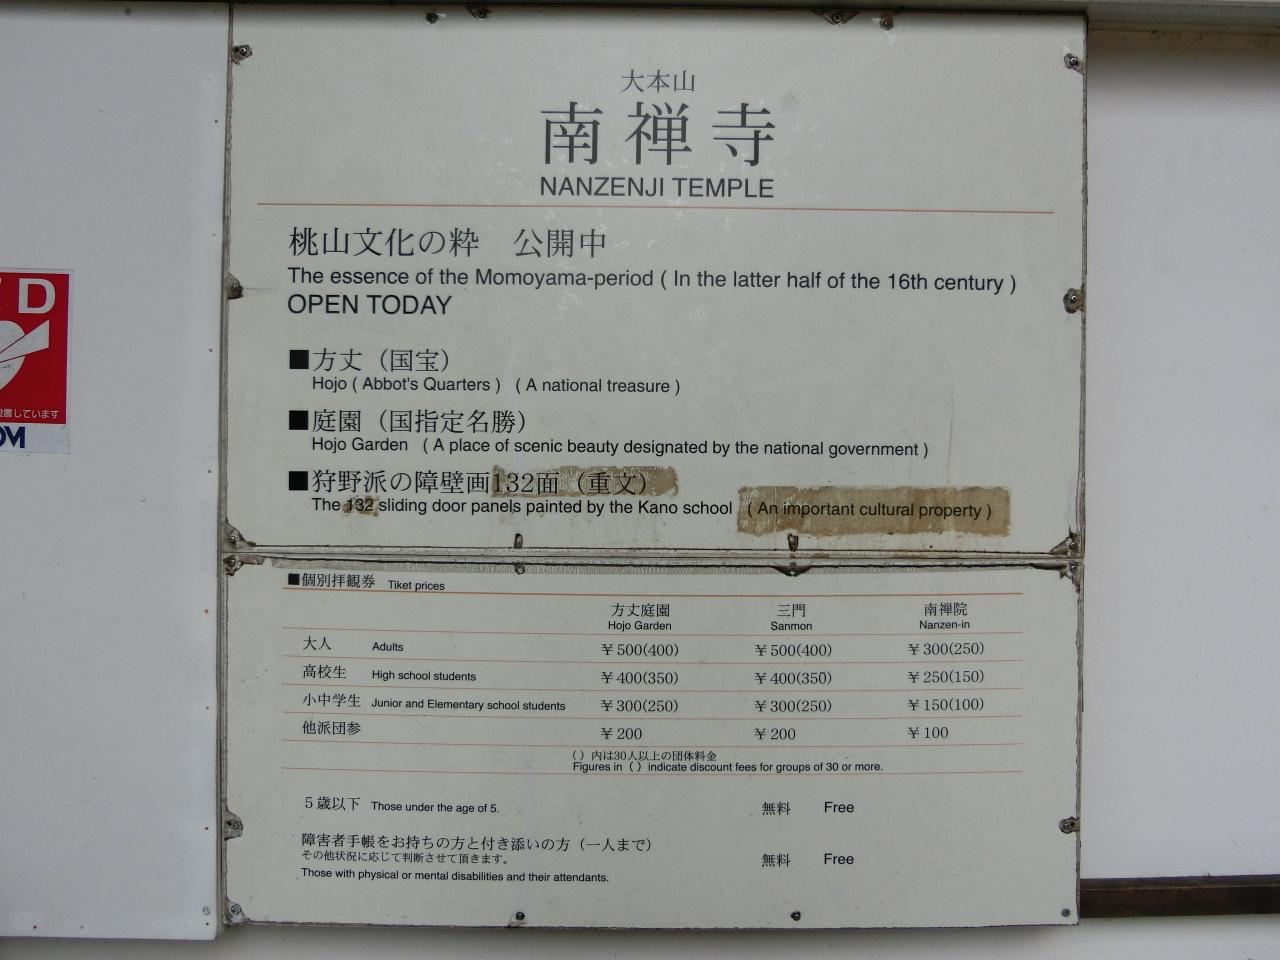 大本山
南禅寺
NANZENJI TEMPLE
桃山文化の粋 公開中
The essence of the Momoyama-period ( In the latter half of the 16th century )
OPEN TODAY
■方丈（国宝）
Hojo ( Abbot's Quarters ) ( A national treasure )
■庭園（国指定名勝）
Hojo Garden ( A place of scenic beauty designated by the national government )
■狩野派の障壁画132面（重文）
The 132 sliding door panels painted by the Kano school ( An important cultural property )
■個別拝観券 Tiket prices
方丈庭園 三門 南禅院
Hojo Garden Sanmon Nanzen-in
大人 Adults ￥500(400) ￥500(400) ￥300(250)
高校生 High school students ￥400(350) ￥400(350) ￥250(150)
小中学生 Junior and Elementary school students ￥300(250) ￥300(250) ￥150(100)
他派団参 ￥200 ￥200 ￥100
（ ）内は30人以上の団体料金
Figures in ( ) indicate discount fees for groups of 30 or more.
５歳以下 Those under the age of 5. 無料 Free
障害者手帳をお持ちの方と付き添いの方（一人まで）
その他状況に応じて判断させて頂きます。 無料 Free
Those with physical or mental disabilities and their attendants.
ED
設置しています
OM